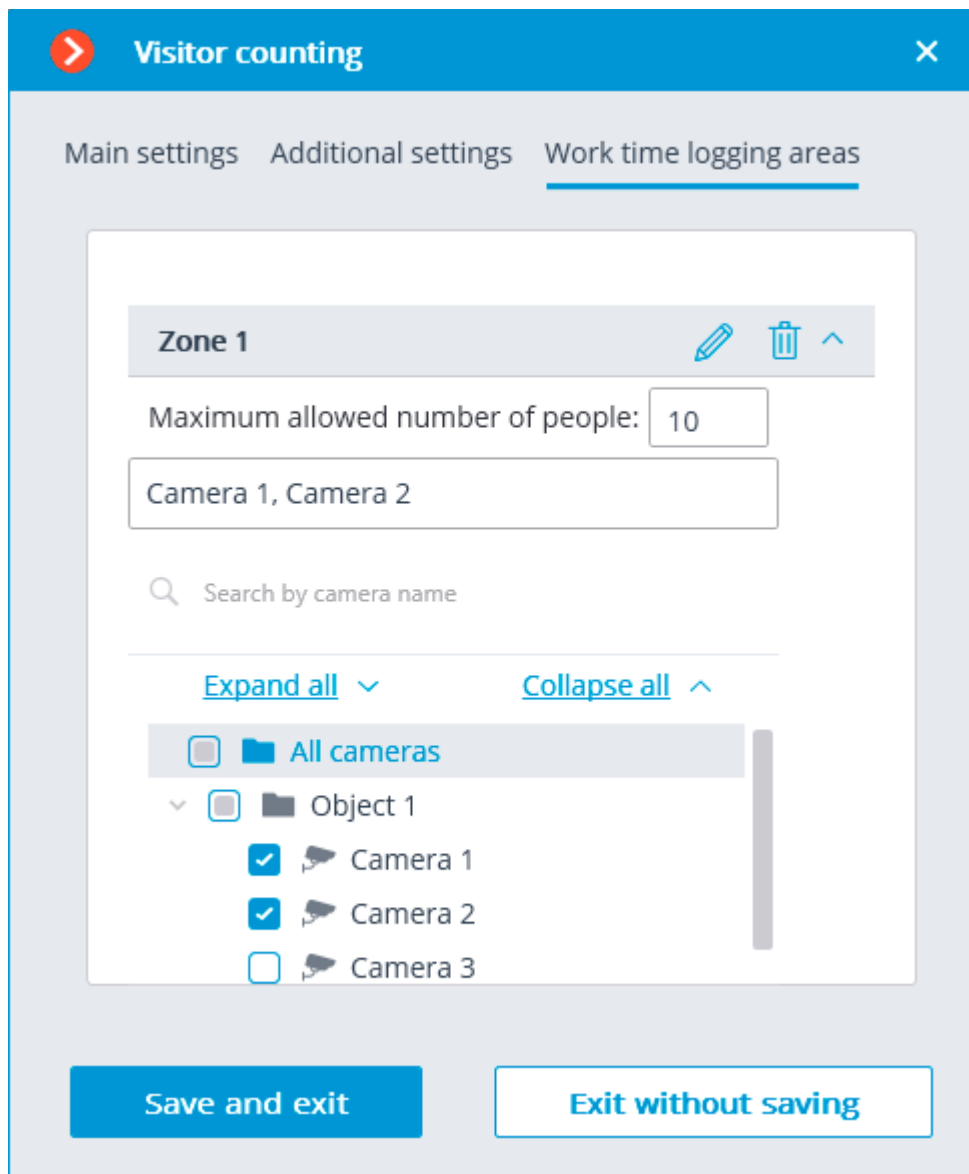 Visitor counting
Main settings Additional settings Work time logging areas
Zone 1
Maximum allowed number of people: 10
Camera 1, Camera 2
Search by camera name
Expand all Collapse all
All cameras
Object 1
Camera 1
Camera 2
Camera 3
Save and exit Exit without saving